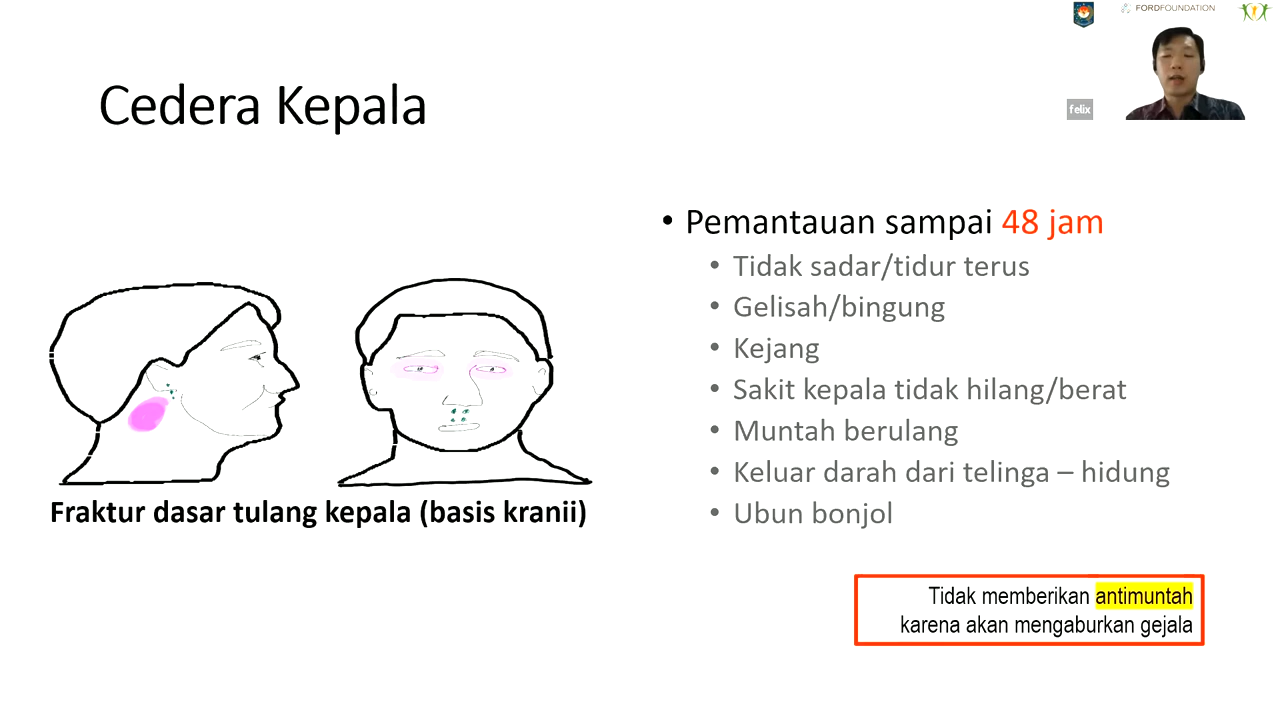 FORDFOUNDATION
felix
Cedera Kepala
Fraktur dasar tulang kepala (basis kranii)
• Pemantauan sampai 48 jam
• Tidak sadar/tidur terus
• Gelisah/bingung
• Kejang
• Sakit kepala tidak hilang/berat
• Muntah berulang
• Keluar darah dari telinga – hidung
• Ubun bonjol
Tidak memberikan antimuntah
karena akan mengaburkan gejala